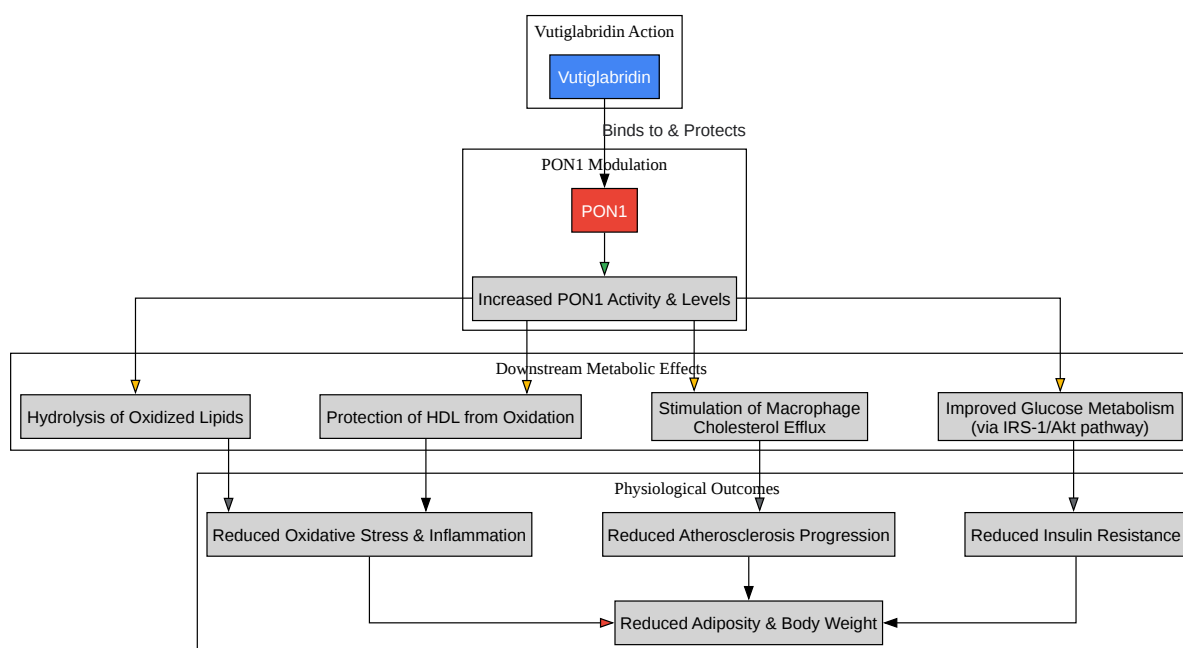 Vutiglabridin Action
Vutiglabridin
Binds to & Protects
PON1 Modulation
PON1
Increased PON1 Activity & Levels
Downstream Metabolic Effects
Hydrolysis of Oxidized Lipids
Protection of HDL from Oxidation
Stimulation of Macrophage
Cholesterol Efflux
Improved Glucose Metabolism
(via IRS-1/Akt pathway)
Physiological Outcomes
Reduced Oxidative Stress & Inflammation
Reduced Atherosclerosis Progression
Reduced Insulin Resistance
Reduced Adiposity & Body Weight